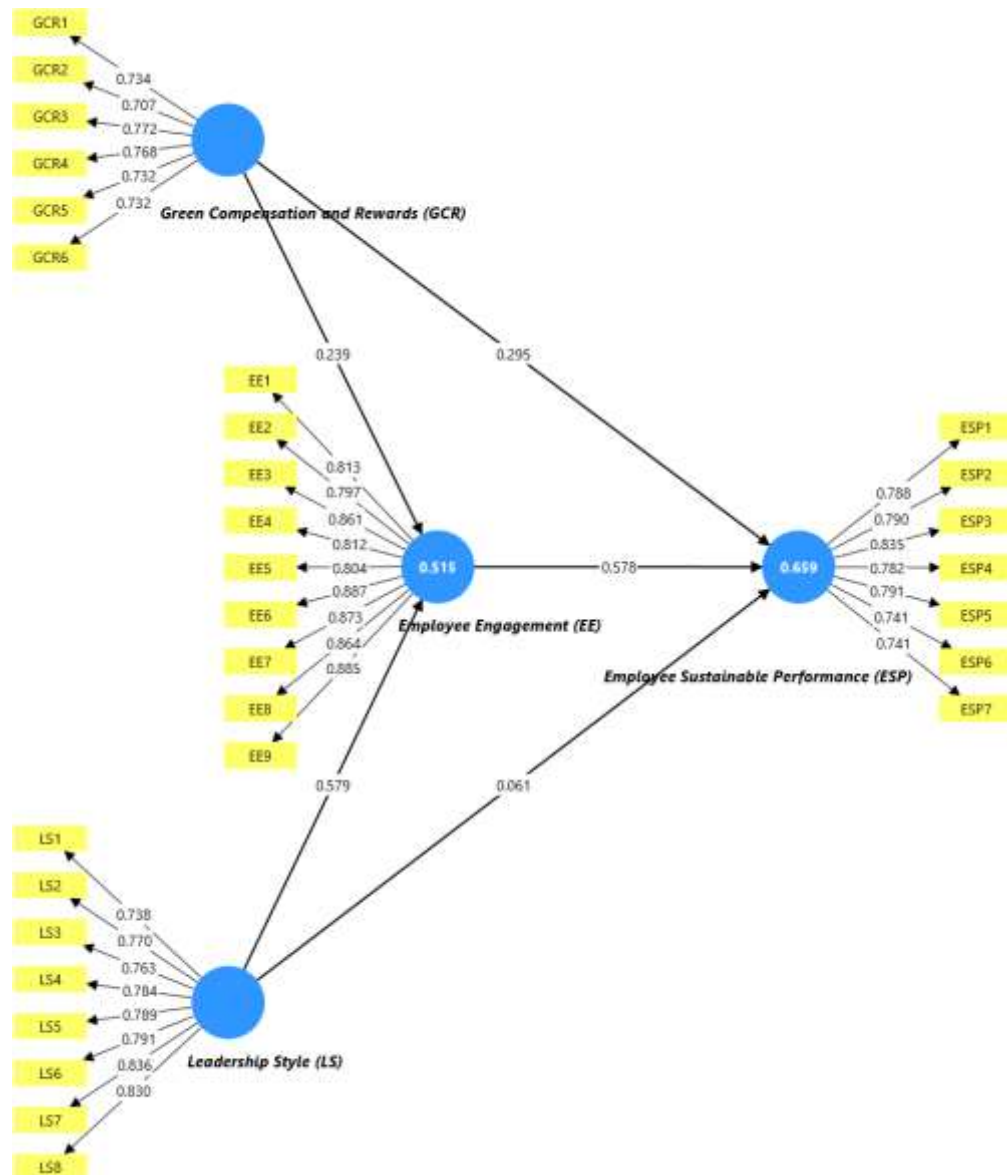 GCR1
GCR2
GCR3
GCR4
GCR5
GCR6
0.734
0.707
0.772
0.768
0.732
0.732
Green Compensation and Rewards (GCR)
0.239
0.295
EE1
EE2
EE3
EE4
EE5
EE6
EE7
EE8
EE9
0.813
0.797
0.861
0.812
0.804
0.887
0.873
0.864
0.885
0.515
Employee Engagement (EE)
0.578
0.659
Employee Sustainable Performance (ESP)
0.788
0.790
0.835
0.782
0.791
0.741
0.741
ESP1
ESP2
ESP3
ESP4
ESP5
ESP6
ESP7
0.579
0.061
LS1
LS2
LS3
LS4
LS5
LS6
LS7
LS8
0.738
0.770
0.763
0.784
0.789
0.791
0.836
0.830
Leadership Style (LS)